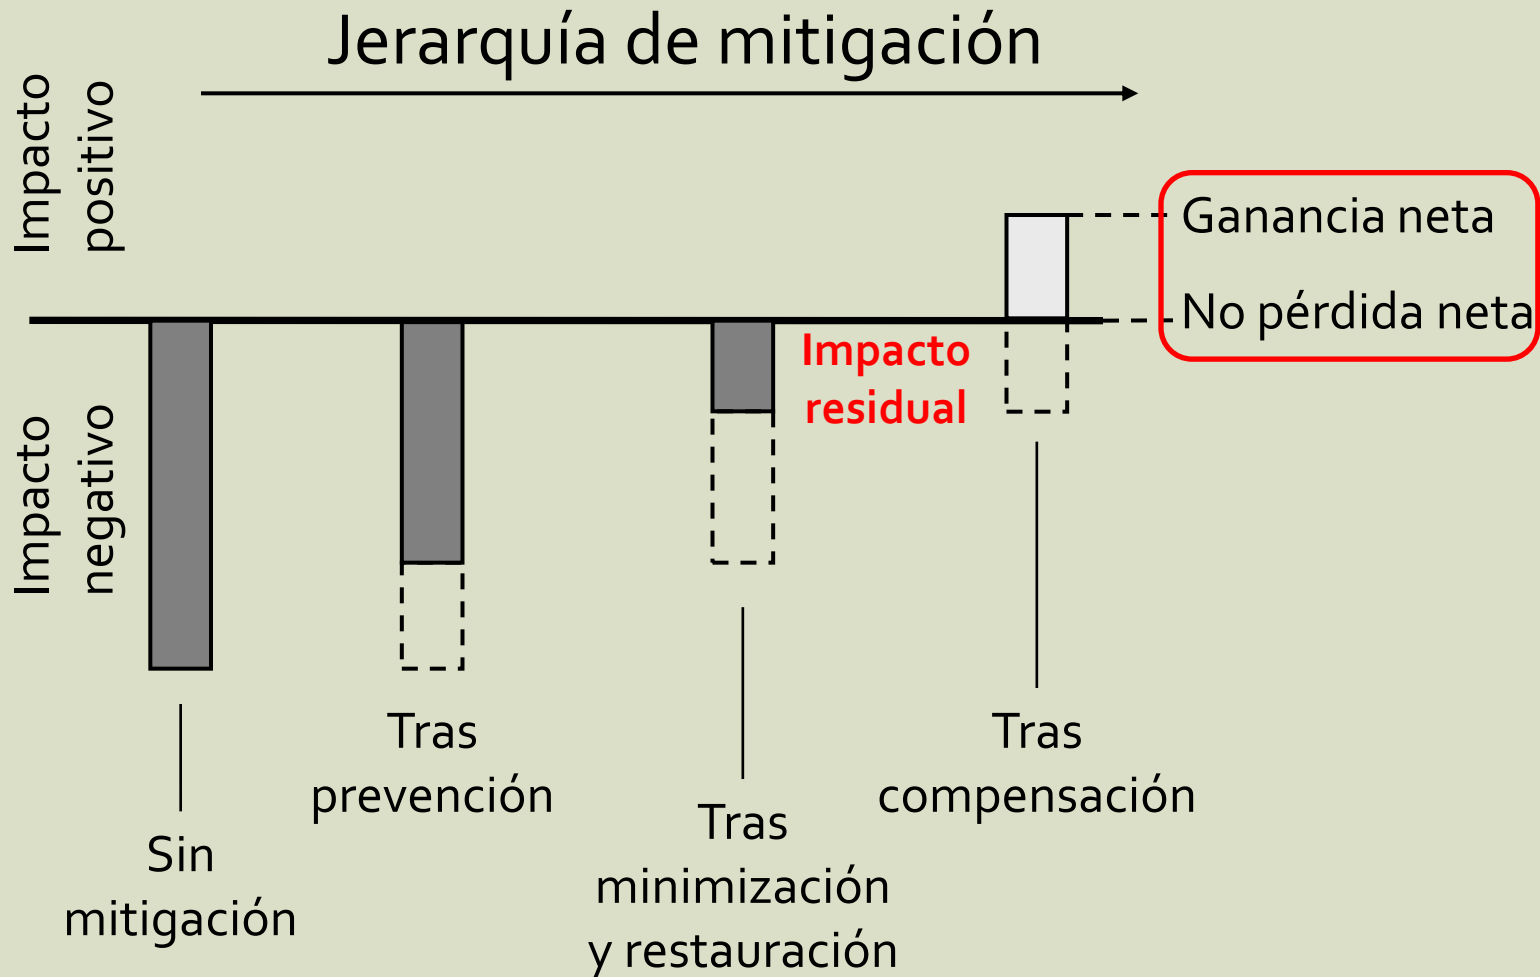 Jerarquía de mitigación
Impacto
positivo
Ganancia neta
No pérdida neta
Impacto
residual
Impacto
negativo
Sin
mitigación
Tras
prevención
Tras
minimización
y restauración
Tras
compensación